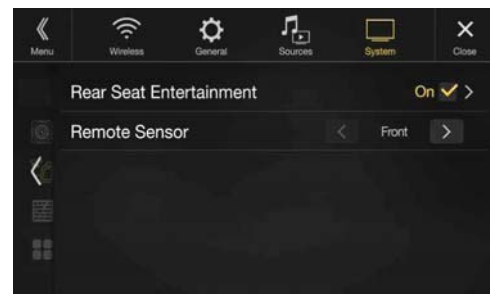 Menu Wireless General Sources System Close
Rear Seat Entertainment On
Remote Sensor Front